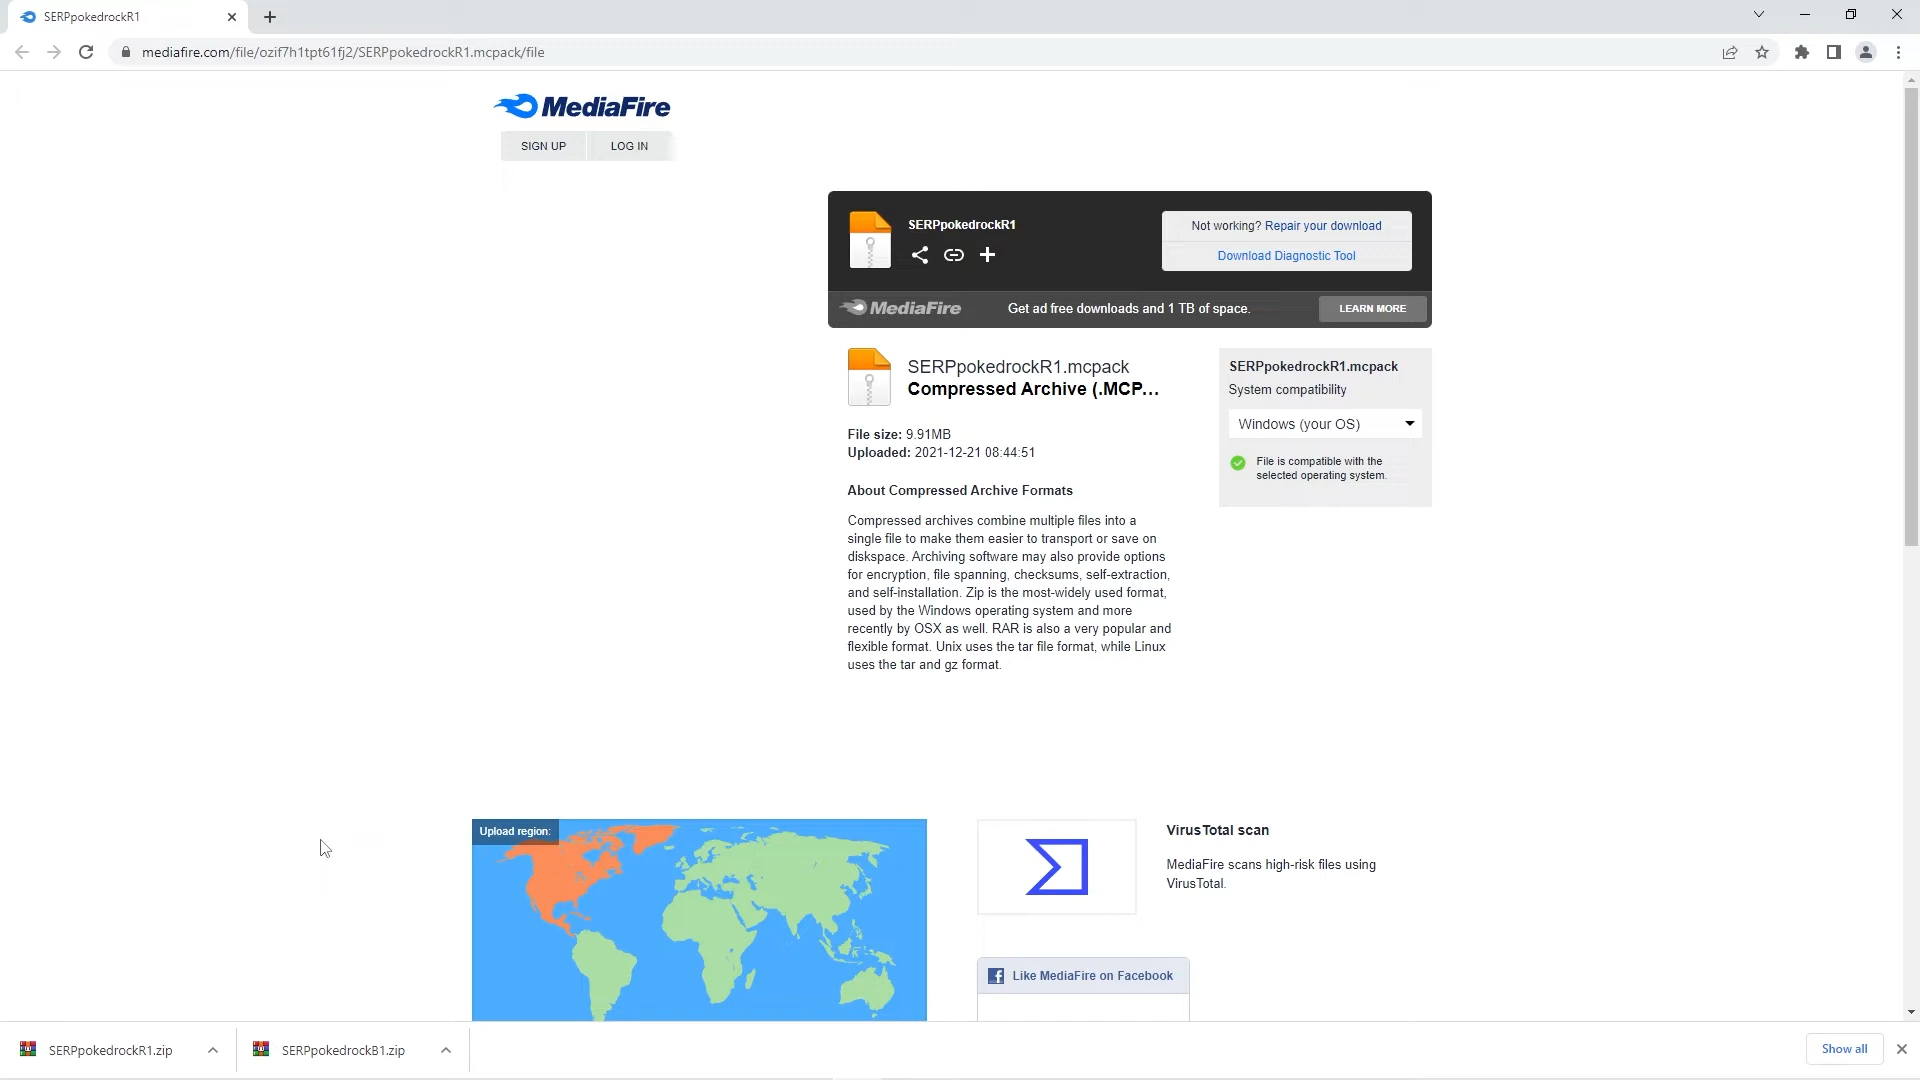 SERPpokedrockR1
mediafire.com/file/ozif7h1tpt61fj2/SERPpokedrockR1.mcpack/file
MediaFire
SIGN UP
LOG IN
SERPpokedrockR1
Not working? Repair your download
Download Diagnostic Tool
MediaFire
Get ad free downloads and 1 TB of space.
LEARN MORE
SERPpokedrockR1.mcpack
Compressed Archive (.MCP...
File size: 9.91MB
Uploaded: 2021-12-21 08:44:51
About Compressed Archive Formats
Compressed archives combine multiple files into a
single file to make them easier to transport or save on
diskspace. Archiving software may also provide options
for encryption, file spanning, checksums, self-extraction,
and self-installation. Zip is the most-widely used format,
used by the Windows operating system and more
recently by OSX as well. RAR is also a very popular and
flexible format. Unix uses the tar file format, while Linux
uses the tar and gz format.
SERPpokedrockR1.mcpack
System compatibility
Windows (your OS)
File is compatible with the
selected operating system.
Upload region:
VirusTotal scan
MediaFire scans high-risk files using
VirusTotal.
Like MediaFire on Facebook
SERPpokedrockR1.zip
SERPpokedrockB1.zip
Show all